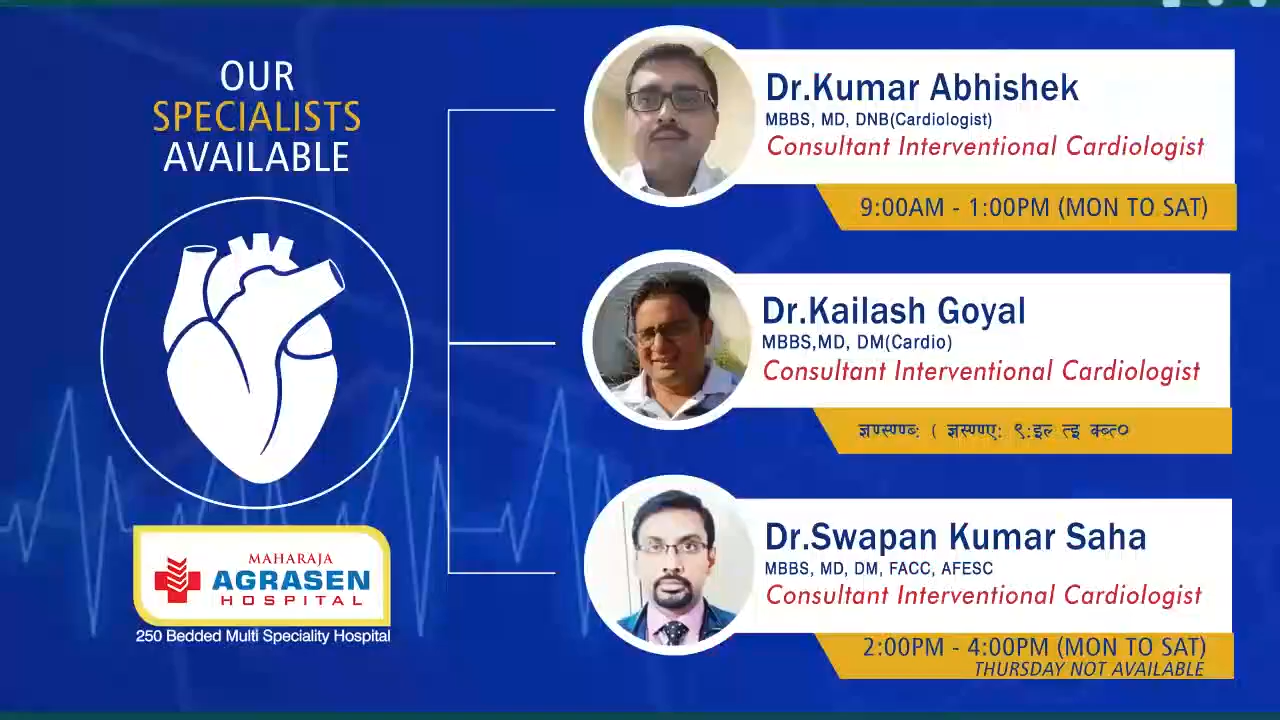 OUR
SPECIALISTS
AVAILABLE
MAHARAJA
AGRASEN
HOSPITAL
250 Bedded Multi Speciality Hospital
Dr.Kumar Abhishek
MBBS, MD, DNB(Cardiologist)
Consultant Interventional Cardiologist
9:00AM - 1:00PM (MON TO SAT)
Dr.Kailash Goyal
MBBS,MD, DM(Cardio)
Consultant Interventional Cardiologist
Dr.Swapan Kumar Saha
MBBS, MD, DM, FACC, AFESC
Consultant Interventional Cardiologist
2:00PM - 4:00PM (MON TO SAT)
THURSDAY NOT AVAILABLE